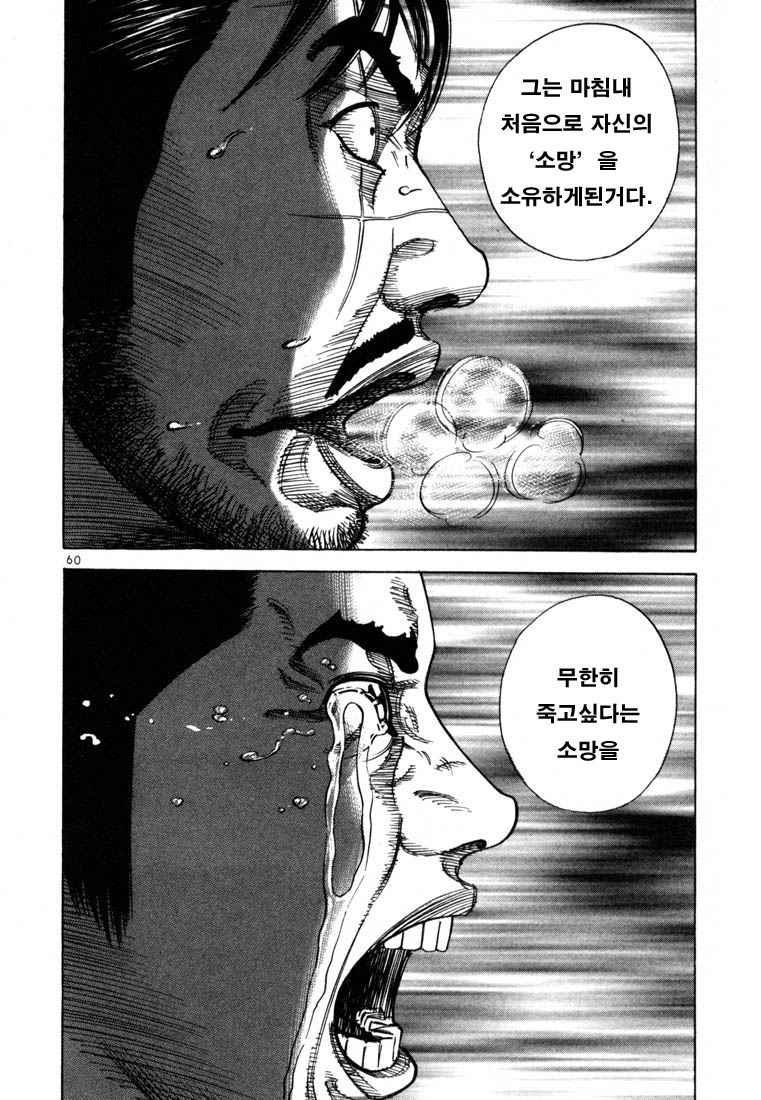 그는 마침내
처음으로 자신의
‘소망’ 을
소유하게된거다.
60
무한히
죽고싶다는
소망을